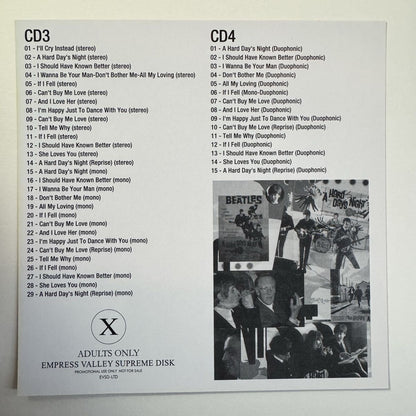 CD3
01 - I'll Cry Instead (stereo)
02 - A Hard Day's Night (stereo)
03 - I Should Have Known Better (stereo)
04 - I Wanna Be Your Man-Don't Bother Me-All My Loving (stereo)
05 - If I Fell (stereo)
06 - Can't Buy Me Love (stereo)
07 - And I Love Her (stereo)
08 - I'm Happy Just To Dance With You (stereo)
09 - Can't Buy Me Love (stereo)
10 - Tell Me Why (stereo)
11 - If I Fell (stereo)
12 - I Should Have Known Better (stereo)
13 - She Loves You (stereo)
14 - A Hard Day's Night (Reprise) (stereo)
15 - A Hard Day's Night (mono)
16 - I Should Have Known Better (mono)
17 - I Wanna Be Your Man (mono)
18 - Don't Bother Me (mono)
19 - All My Loving (mono)
20 - If I Fell (mono)
21 - Can't Buy Me Love (mono)
22 - And I Love Her (mono)
23 - I'm Happy Just To Dance With You (mono)
24 - Can't Buy Me Love (mono)
25 - Tell Me Why (mono)
26 - If I Fell (mono)
27 - I Should Have Known Better (mono)
28 - She Loves You (mono)
29 - A Hard Day's Night (Reprise) (mono)
X
ADULTS ONLY
EMPRESS VALLEY SUPREME DISK
PROMOTIONAL USE ONLY NOT FOR SALE
EVSD-LTD
CD4
01 - A Hard Day's Night (Duophonic)
02 - I Should Have Known Better (Duophonic)
03 - I Wanna Be Your Man (Duophonic)
04 - Don't Bother Me (Duophonic)
05 - All My Loving (Duophonic)
06 - If I Fell (Mono-Duophonic)
07 - Can't Buy Me Love (Duophonic)
08 - And I Love Her (Duophonic)
09 - I'm Happy Just To Dance With You (Duophonic)
10 - Can't Buy Me Love (Reprise) (Duophonic)
11 - Tell Me Why (Duophonic)
12 - If I Fell (Duophonic)
13 - I Should Have Known Better (Duophonic)
14 - She Loves You (Duophonic)
15 - A Hard Day's Night (Reprise) (Duophonic)
BEATLES
A HARD
DAYS NIGHT